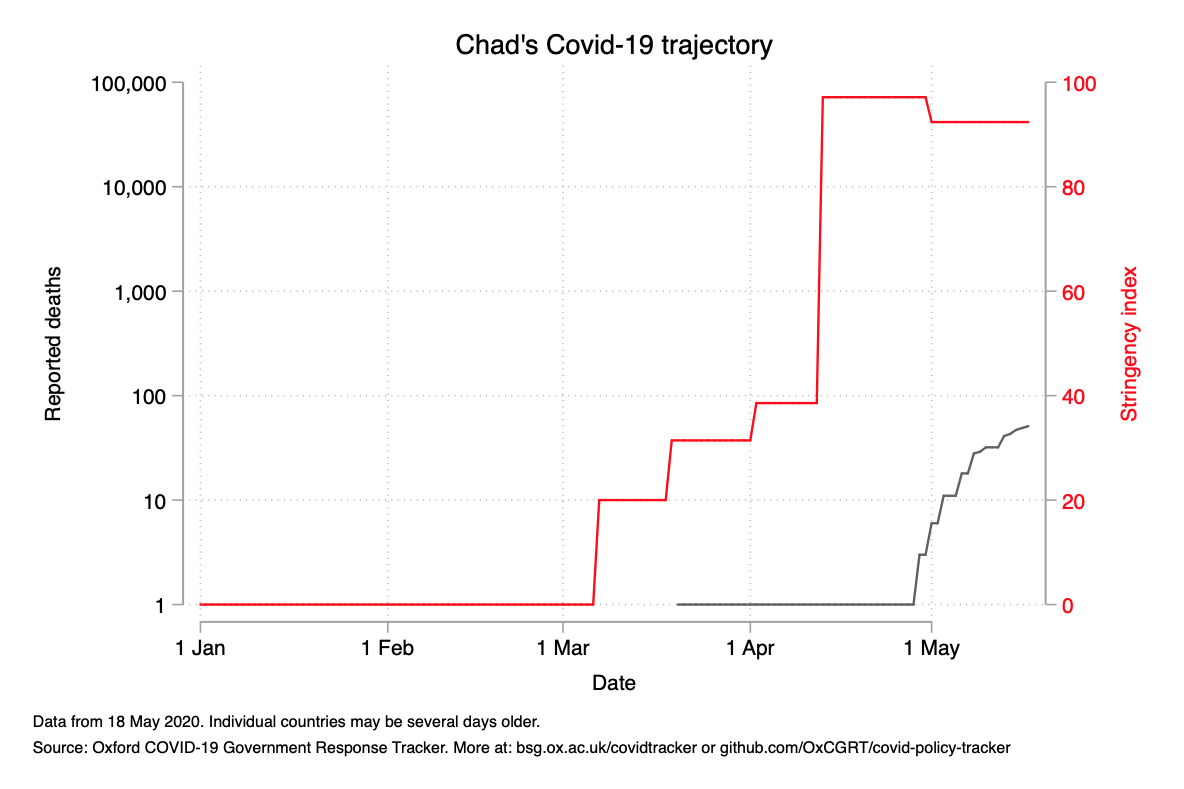 Chad's Covid-19 trajectory
100,000
10,000
1,000
100
10
1
Reported deaths
100
80
60
40
20
0
Stringency index
1 Jan
1 Feb
1 Mar
1 Apr
1 May
Date
Data from 18 May 2020. Individual countries may be several days older.
Source: Oxford COVID-19 Government Response Tracker. More at: bsg.ox.ac.uk/covidtracker or github.com/OxCGRT/covid-policy-tracker